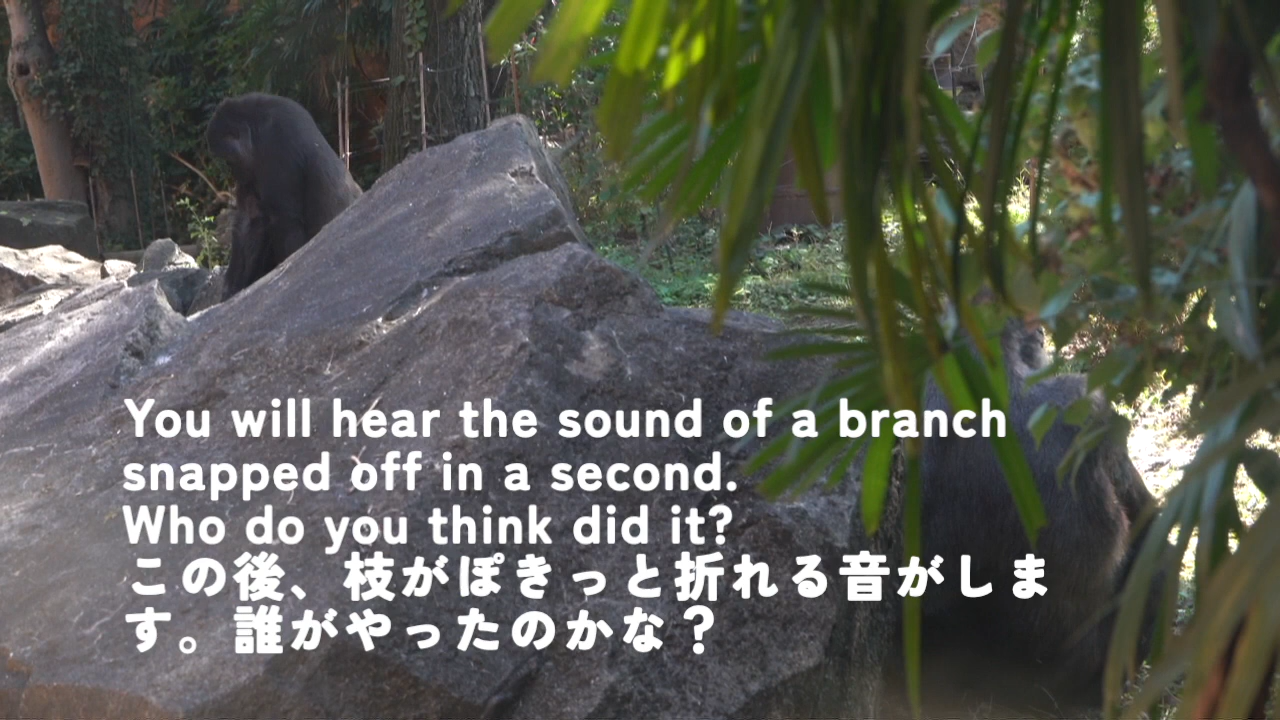 You will hear the sound of a branch
snapped off in a second.
Who do you think did it?
この後、枝がぽきっと折れる音がしま
す。誰がやったのかな？